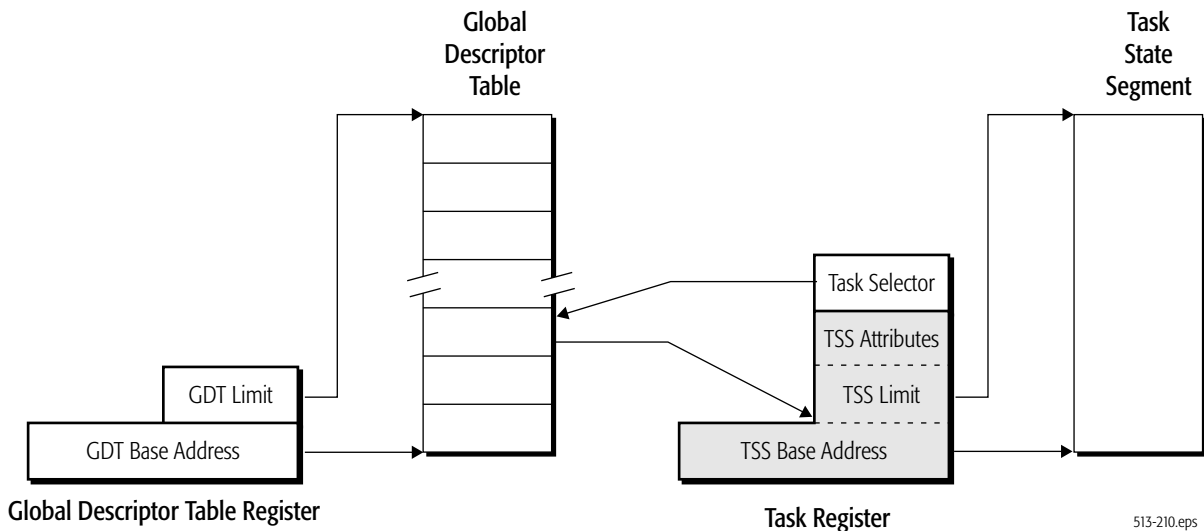 Global
Descriptor
Table
Task
State
Segment
Task Selector
TSS Attributes
GDT Limit
TSS Limit
GDT Base Address
TSS Base Address
Global Descriptor Table Register
Task Register
513-210.eps